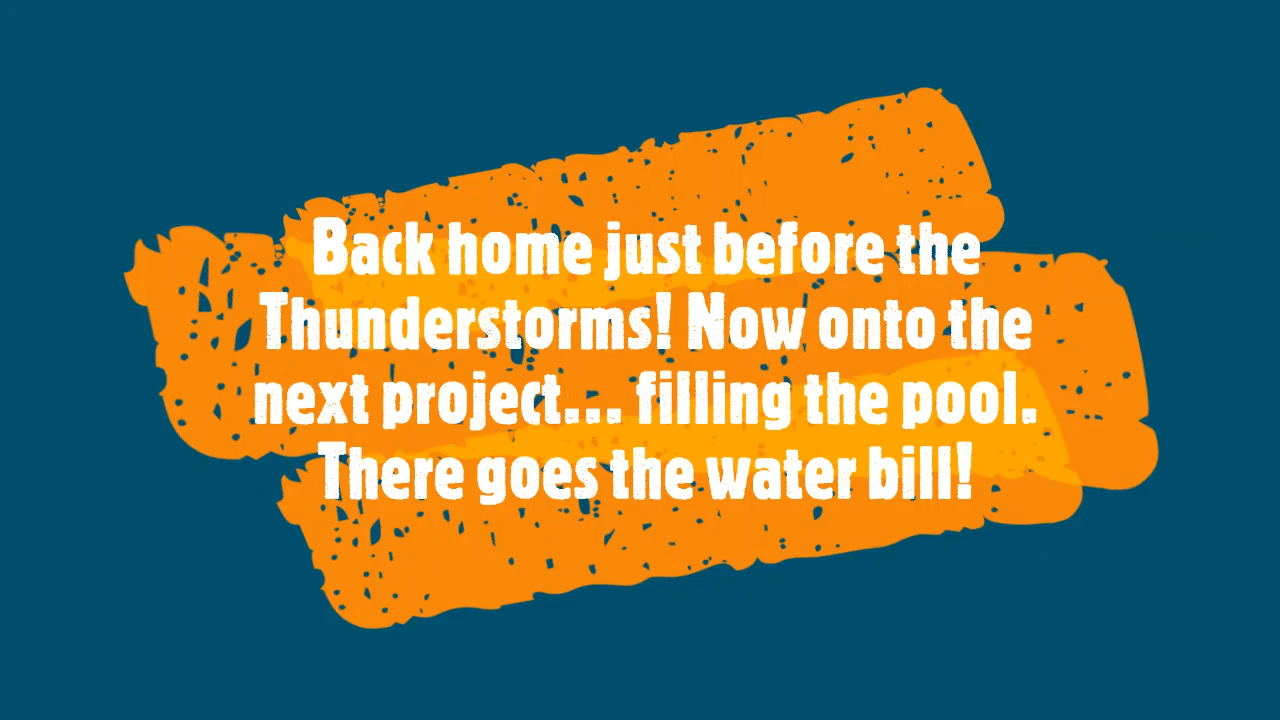 Back home just before the
Thunderstorms! Now onto the
next project... filling the pool.
There goes the water bill!